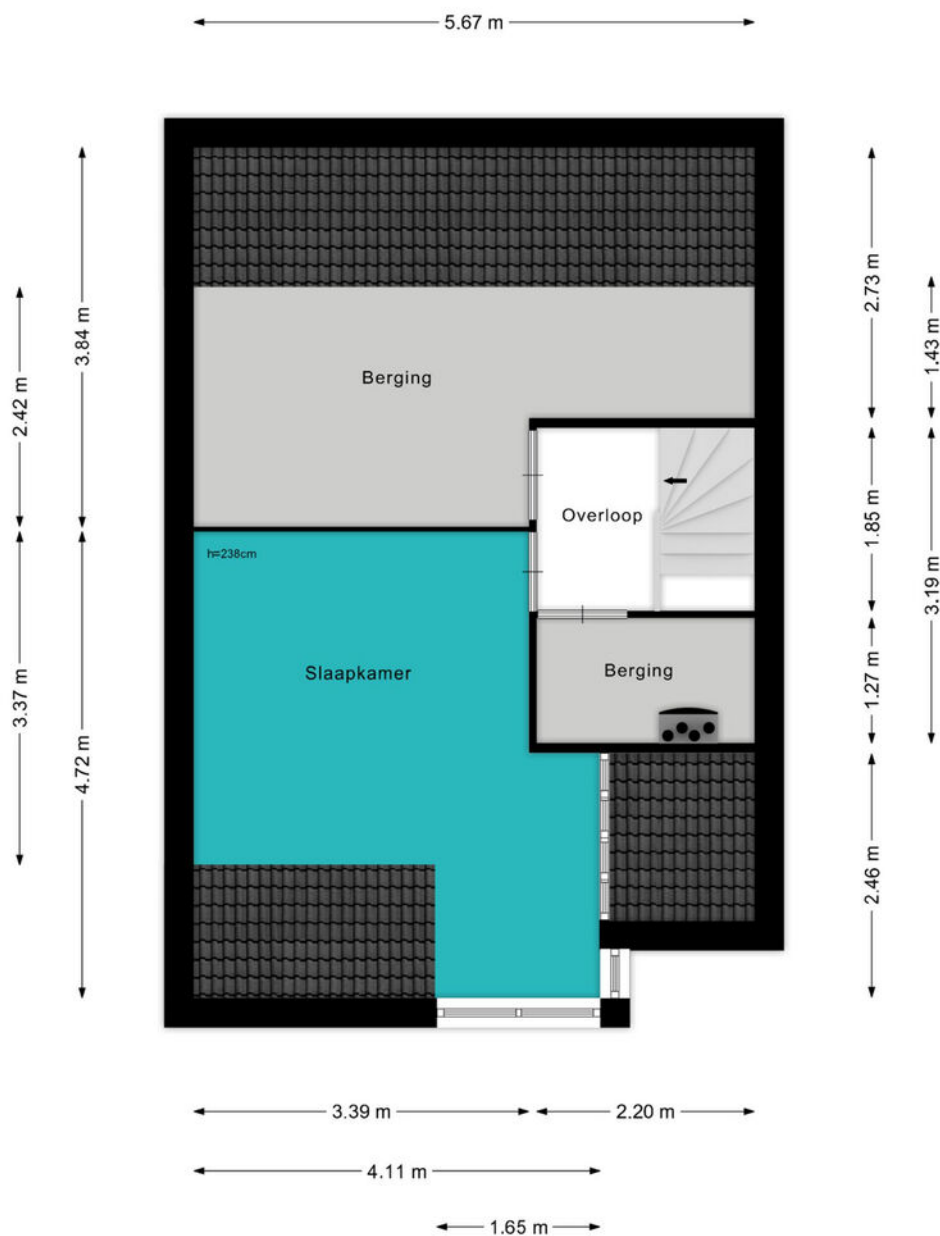 5.67 m
3.84 m
2.73 m
2.42 m
1.43 m
Berging
Overloop
1.85 m
h=238cm
3.19 m
Slaapkamer
Berging
1.27 m
3.37 m
4.72 m
2.46 m
3.39 m
2.20 m
4.11 m
1.65 m